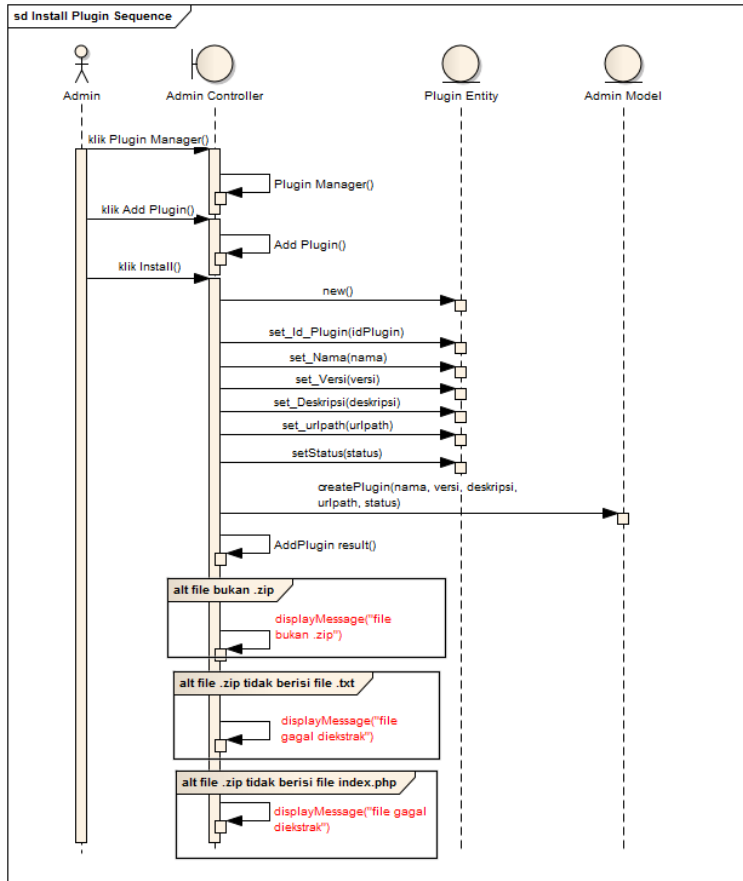 sd Install Plugin Sequence
Admin
Admin Controller
Plugin Entity
Admin Model
klik Plugin Manager()
Plugin Manager()
klik Add Plugin()
Add Plugin()
klik Install()
new()
set_Id_Plugin(idPlugin)
set_Nama(nama)
set_Versi(versi)
set_Deskripsi(deskripsi)
set_urlpath(urlpath)
setStatus(status)
createPlugin(nama, versi, deskripsi,
urlpath, status)
AddPlugin result()
alt file bukan .zip
displayMessage("file
bukan .zip")
alt file .zip tidak berisi file .txt
displayMessage("file
gagal diekstrak")
alt file .zip tidak berisi file index.php
displayMessage("file gagal
diekstrak")